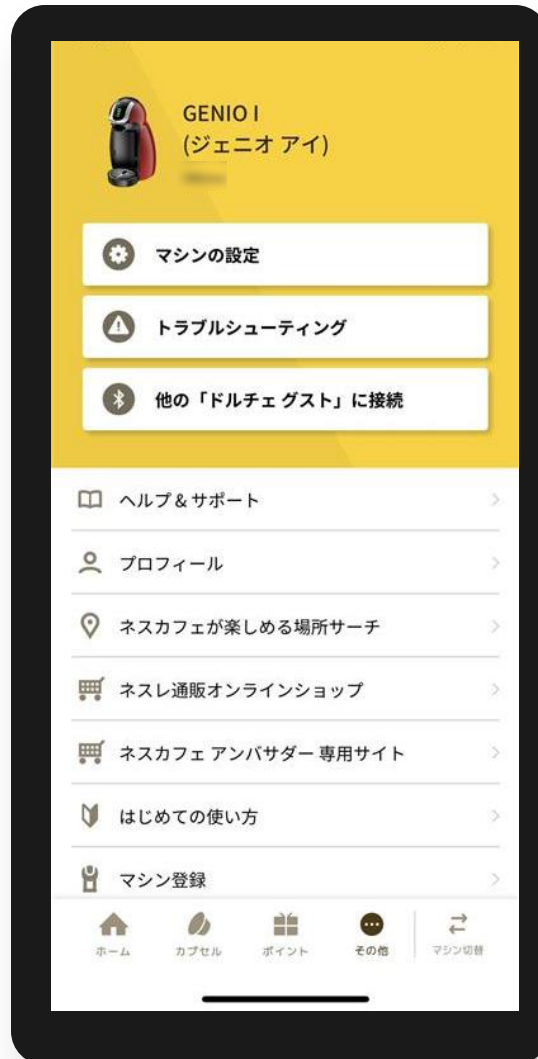 GENIO I
(ジェニオ アイ)
マシンの設定
トラブルシューティング
他の「ドルチェ グスト」に接続
ヘルプ&サポート
プロフィール
ネスカフェが楽しめる場所サーチ
ネスレ通販オンラインショップ
ネスカフェ アンバサダー 専用サイト
はじめての使い方
マシン登録
ホーム
カプセル
ポイント
その他
マシン切替